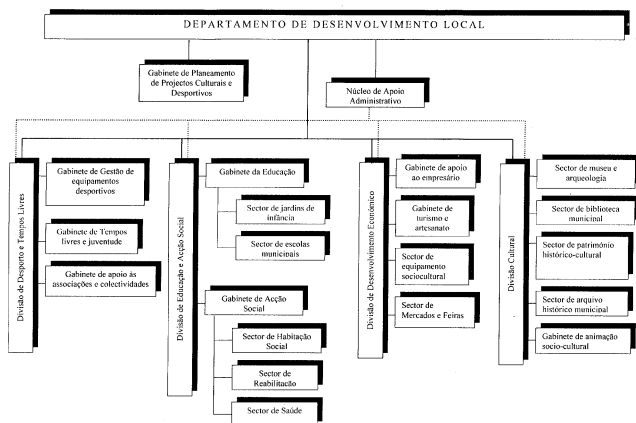 DEPARTAMENTO DE DESENVOLVIMENTO LOCAL
Gabinete de Planeamento
de Projectos Culturais e
Desportivos
Núcleo de Apoio
Administrativo
Divisão de Desporto e Tempos Livres
Gabinete de Gestão de
equipamentos
desportivos
Gabinete de Tempos
livres e juventude
Gabinete de apoio às
associações e colectividades
Divisão de Educação e Acção Social
Gabinete da Educação
Sector de jardins de
infância
Sector de escolas
municipais
Gabinete de Acção
Social
Sector de Habitação
Social
Sector de
Reabilitação
Sector de Saúde
Divisão de Desenvolvimento Económico
Gabinete de apoio
ao empresário
Gabinete de
turismo e
artesanato
Sector de
equipamento
sociocultural
Sector de
Mercados e Feiras
Divisão Cultural
Sector de museu e
arqueologia
Sector de biblioteca
municipal
Sector de património
histórico-cultural
Sector de arquivo
histórico municipal
Gabinete de animação
socio-cultural